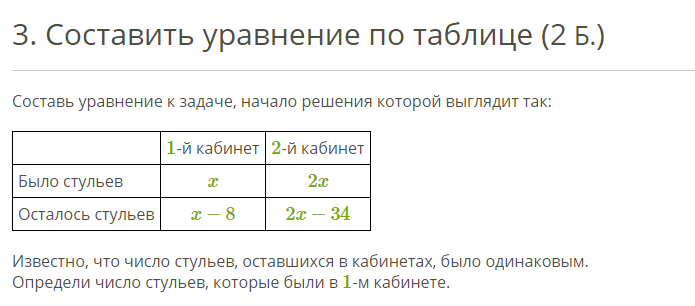 3. Составить уравнение по таблице (2 Б.)
Составь уравнение к задаче, начало решения которой выглядит так:
1-й кабинет 2-й кабинет
Было стульев x 2x
Осталось стульев x − 8 2x − 34
Известно, что число стульев, оставшихся в кабинетах, было одинаковым.
Определи число стульев, которые были в 1-м кабинете.